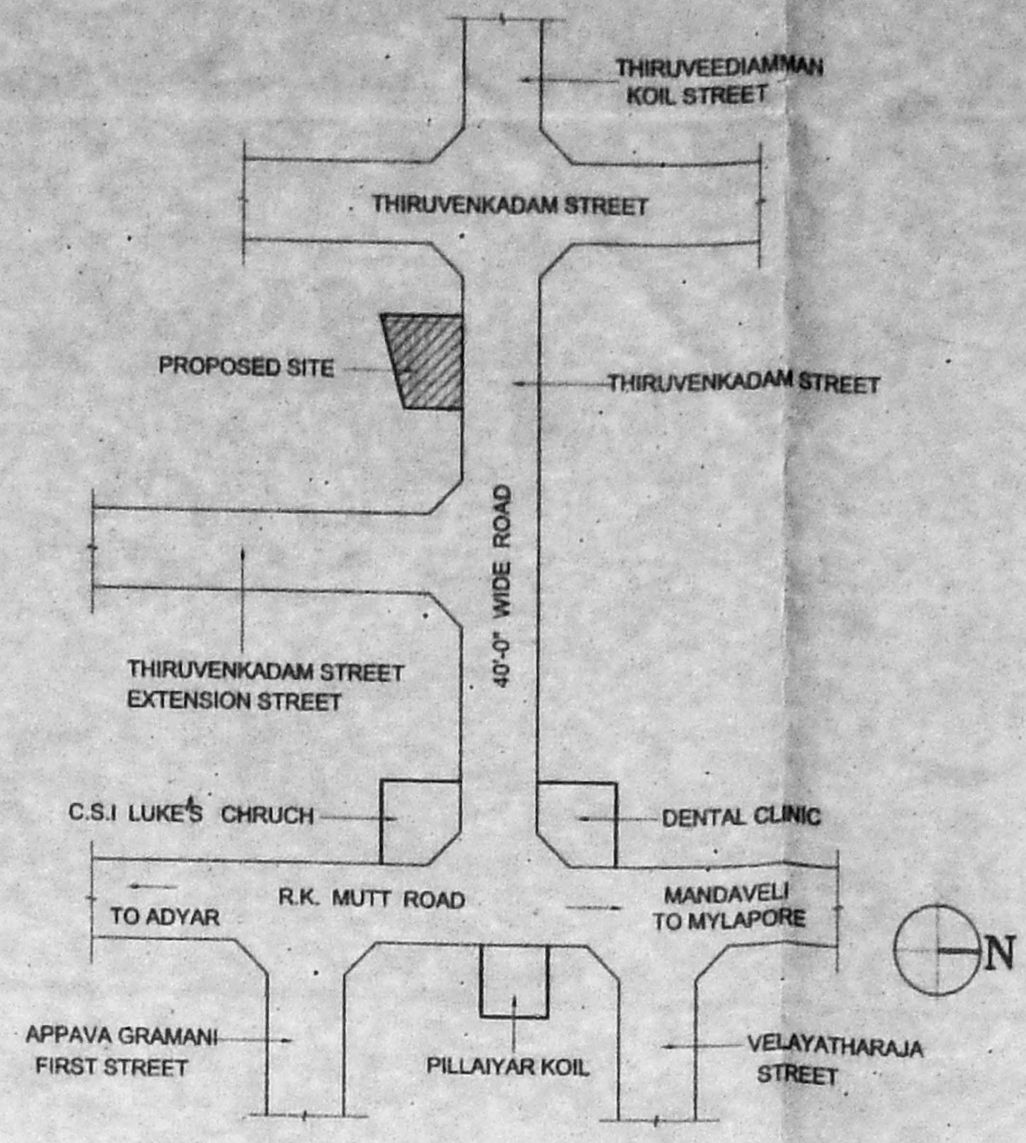 THIRUVEEDIAMMAN
KOIL STREET
THIRUVENKADAM STREET
PROPOSED SITE
THIRUVENKADAM STREET
40'-0" WIDE ROAD
THIRUVENKADAM STREET
EXTENSION STREET
C.S.I LUKE'S CHRUCH
DENTAL CLINIC
R.K. MUTT ROAD
TO ADYAR
MANDAVELI
TO MYLAPORE
N
APPAVA GRAMANI
FIRST STREET
PILLAIYAR KOIL
VELAYATHARAJA
STREET